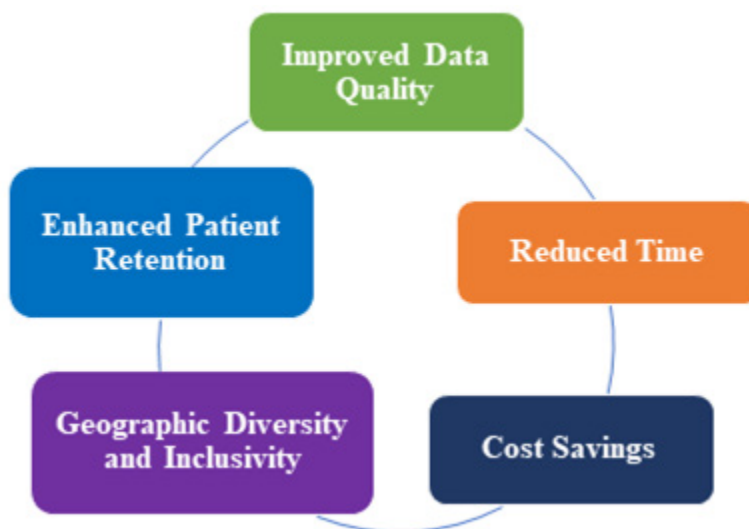 Improved Data
Quality
Enhanced Patient
Retention
Reduced Time
Geographic Diversity
and Inclusivity
Cost Savings